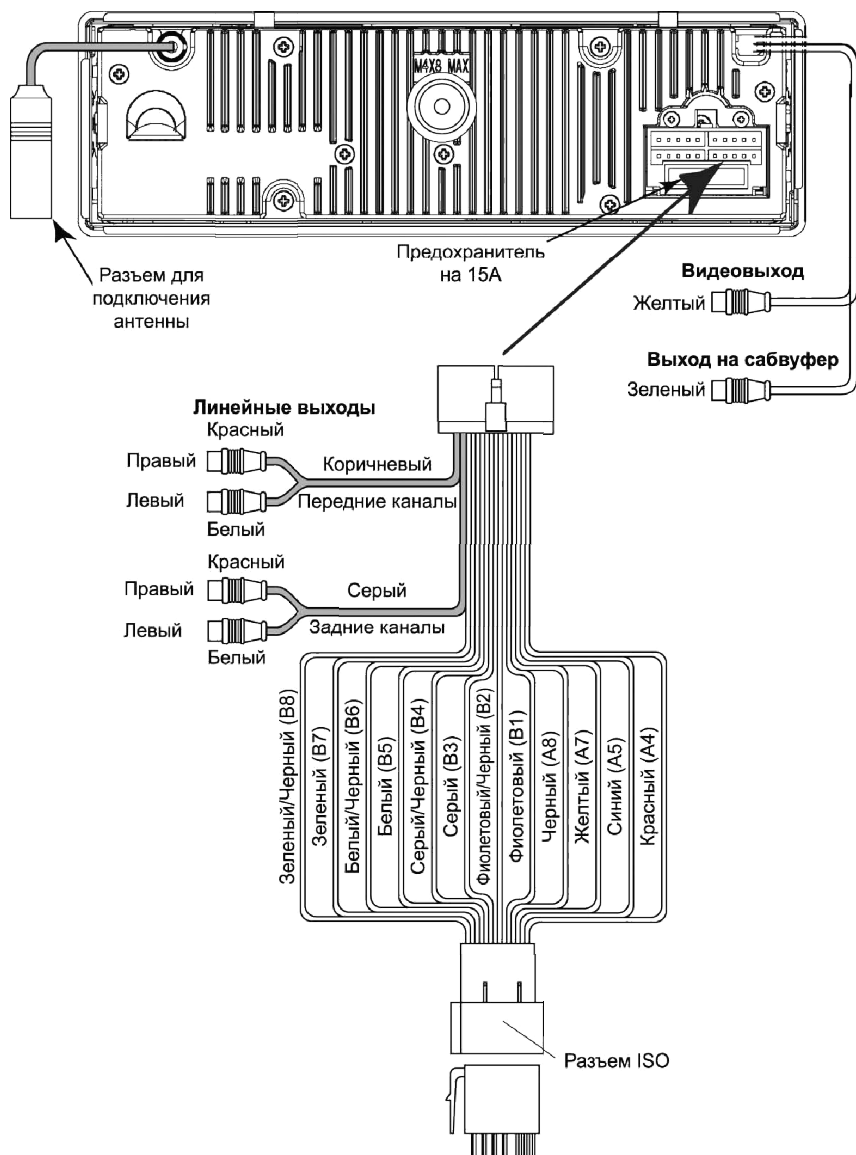 M4X8 MAX
Разъем для
подключения
антенны
Предохранитель
на 15А
Видеовыход
Желтый
Выход на сабвуфер
Зеленый
Линейные выходы
Красный
Правый
Коричневый
Левый
Передние каналы
Белый
Красный
Правый
Серый
Левый
Задние каналы
Белый
Зеленый/Черный (B8)
Зеленый (B7)
Белый/Черный (B6)
Белый (B5)
Серый/Черный (B4)
Серый (B3)
Фиолетовый/Черный (B2)
Фиолетовый (B1)
Черный (A8)
Желтый (A7)
Синий (A5)
Красный (A4)
Разъем ISO